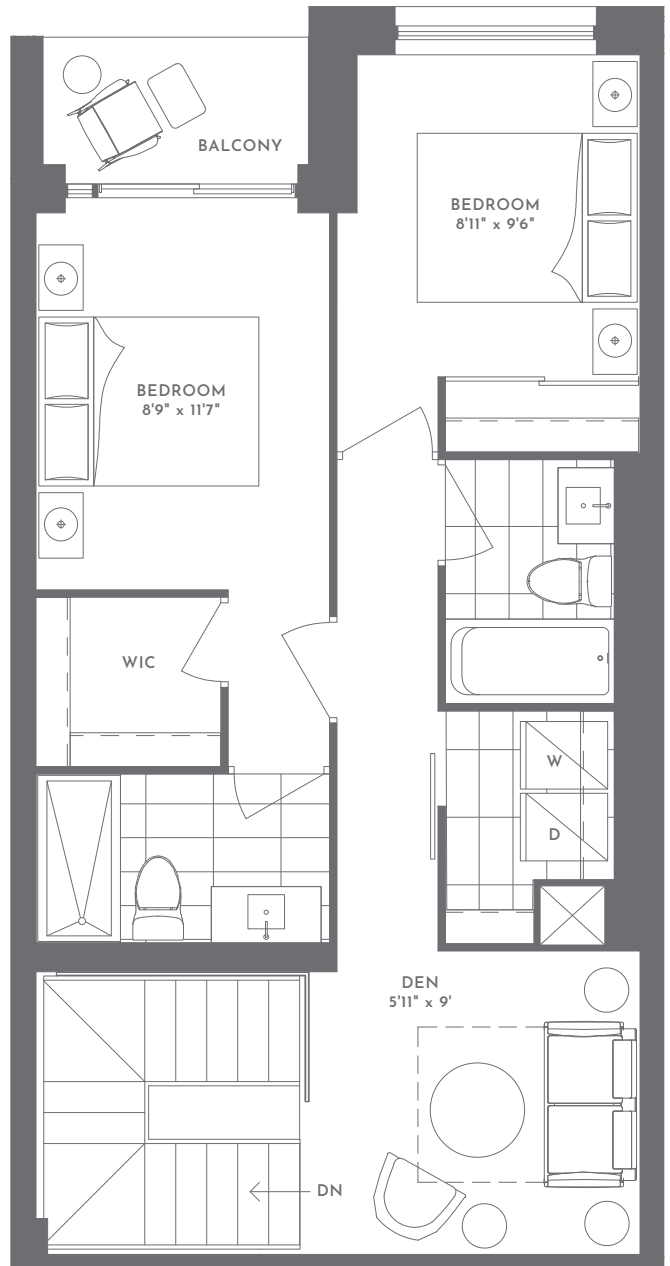 BALCONY
BEDROOM
8'11" x 9'6"
BEDROOM
8'9" x 11'7"
WIC
W
D
DEN
5'11" x 9'
DN